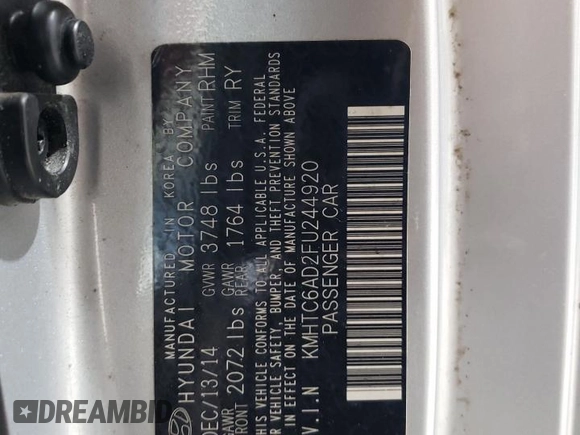 MANUFACTURED IN KOREA BY
HYUNDAI MOTOR COMPANY
DEC/13/14 GVWR 3748 lbs PAINT RHM
GAWR FRONT 2072 lbs GAWR REAR 1764 lbs TRIM RY
THIS VEHICLE CONFORMS TO ALL APPLICABLE U.S.A. FEDERAL
MOTOR VEHICLE SAFETY, BUMPER, AND THEFT PREVENTION STANDARDS
IN EFFECT ON THE DATE OF MANUFACTURE SHOWN ABOVE
V.I.N KMHTC6AD2FU244920
PASSENGER CAR
DREAMBID